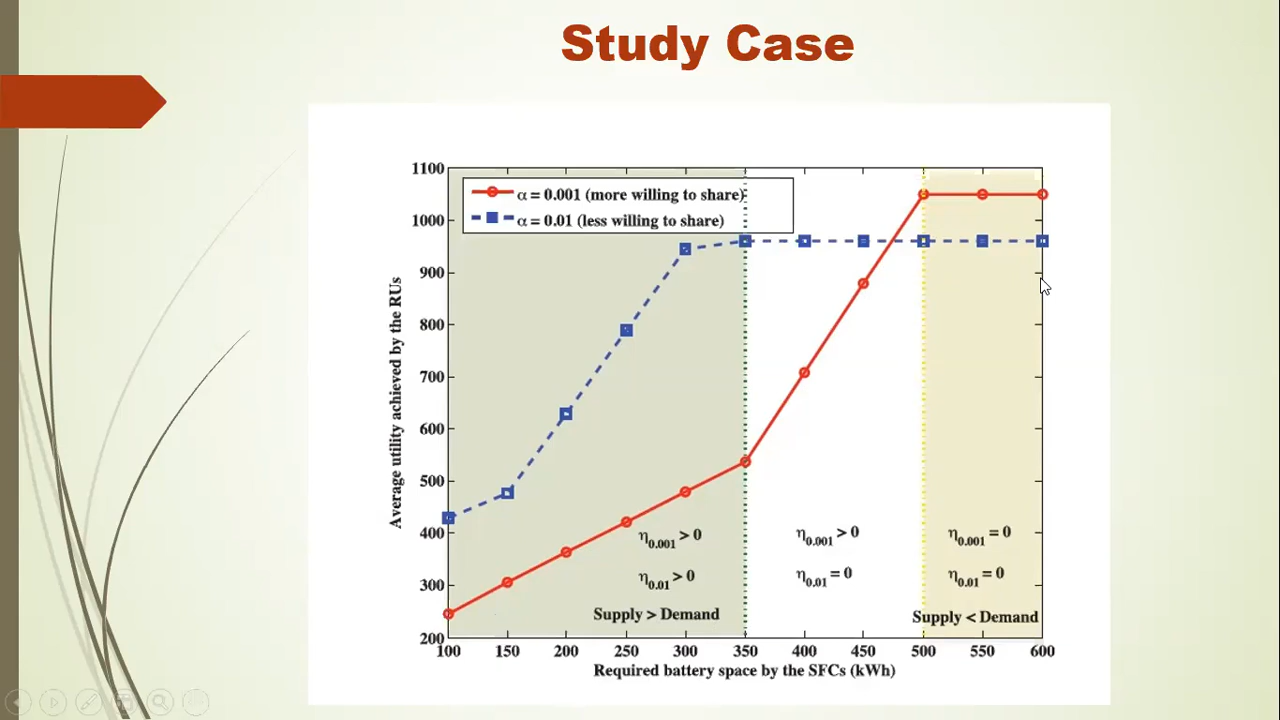 Study Case
1100
1000
900
800
700
600
500
400
300
200
Average utility achieved by the RUs
α = 0.001 (more willing to share)
α = 0.01 (less willing to share)
η0.001 > 0
η0.01 > 0
Supply > Demand
η0.001 > 0
η0.01 = 0
η0.001 = 0
η0.01 = 0
Supply < Demand
100 150 200 250 300 350 400 450 500 550 600
Required battery space by the SFCs (kWh)